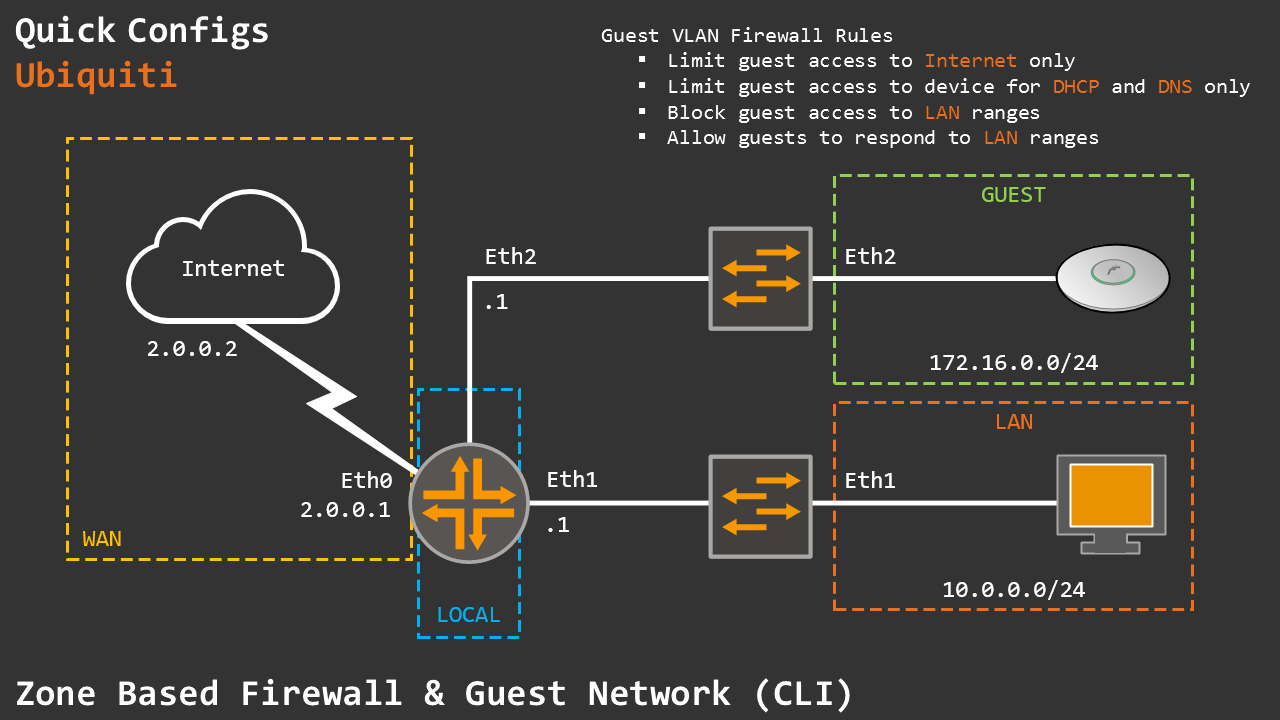 Quick Configs
Ubiquiti
Guest VLAN Firewall Rules
▪ Limit guest access to Internet only
▪ Limit guest access to device for DHCP and DNS only
▪ Block guest access to LAN ranges
▪ Allow guests to respond to LAN ranges
GUEST
Eth2
Eth2
Internet
.1
2.0.0.2
172.16.0.0/24
LAN
Eth0
Eth1
Eth1
2.0.0.1
.1
WAN
10.0.0.0/24
LOCAL
Zone Based Firewall & Guest Network (CLI)